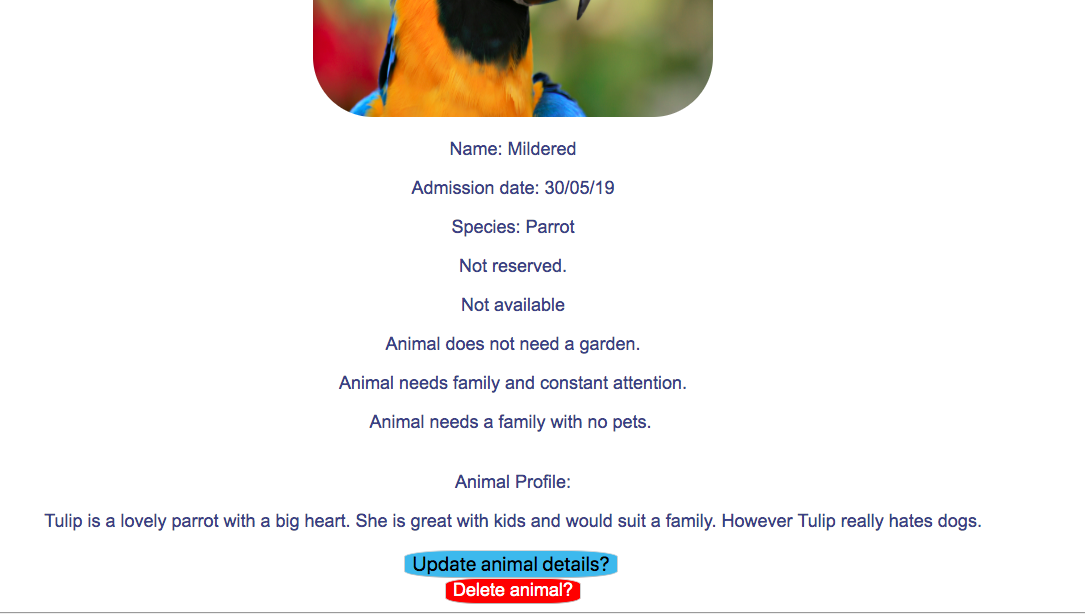 Name: Mildered
Admission date: 30/05/19
Species: Parrot
Not reserved.
Not available
Animal does not need a garden.
Animal needs family and constant attention.
Animal needs a family with no pets.
Animal Profile:
Tulip is a lovely parrot with a big heart. She is great with kids and would suit a family. However Tulip really hates dogs.
Update animal details?
Delete animal?